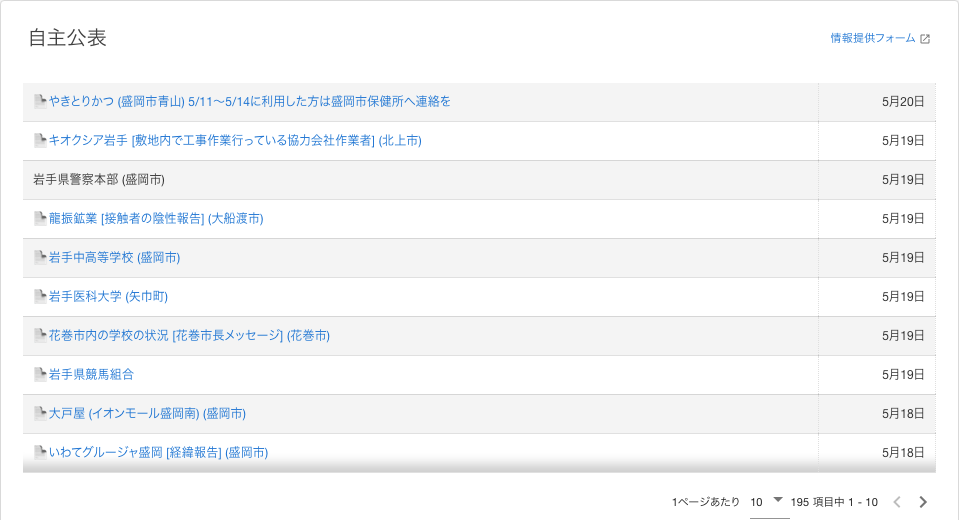 自主公表
情報提供フォーム
やきとりかつ (盛岡市青山) 5/11〜5/14に利用した方は盛岡市保健所へ連絡を 5月20日
キオクシア岩手 [敷地内で工事作業行っている協力会社作業者] (北上市) 5月19日
岩手県警察本部 (盛岡市) 5月19日
龍振鉱業 [接触者の陰性報告] (大船渡市) 5月19日
岩手中高等学校 (盛岡市) 5月19日
岩手医科大学 (矢巾町) 5月19日
花巻市内の学校の状況 [花巻市長メッセージ] (花巻市) 5月19日
岩手県競馬組合 5月19日
大戸屋 (イオンモール盛岡南) (盛岡市) 5月18日
いわてグルージャ盛岡 [経緯報告] (盛岡市) 5月18日
1ページあたり 10 195 項目中 1 - 10